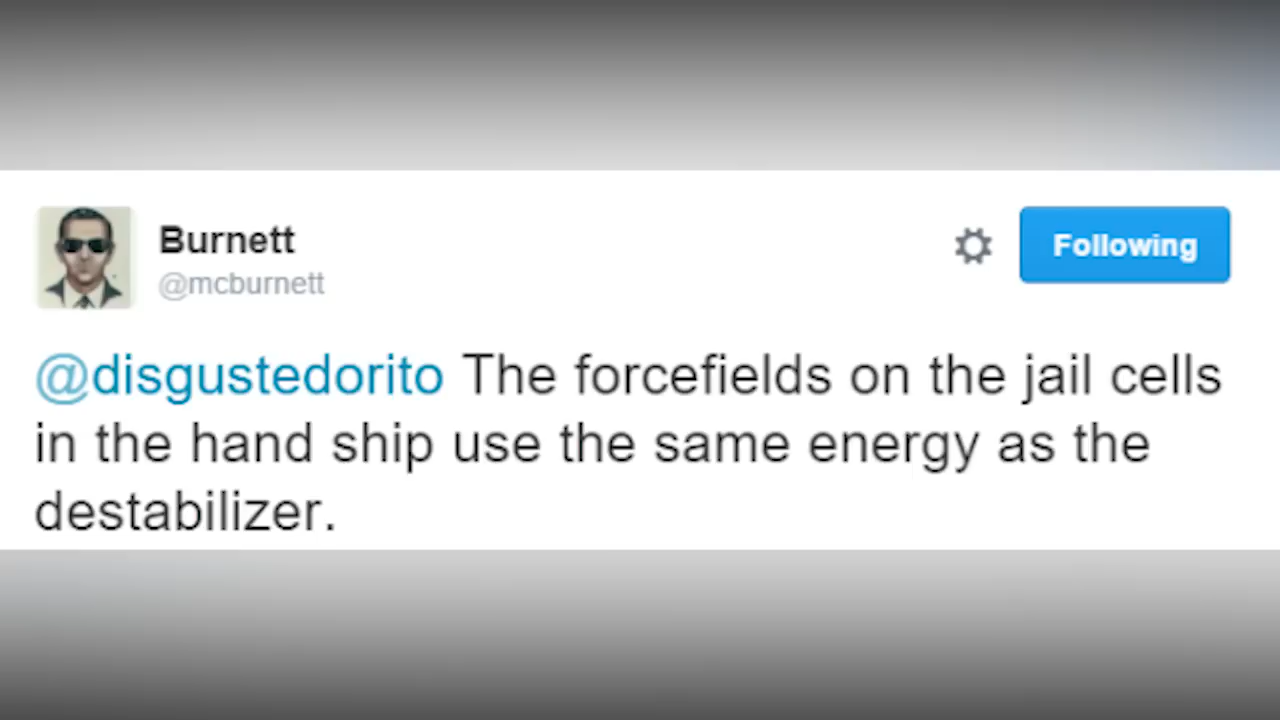 Burnett
@mcburnett
Following
@disgustedorito The forcefields on the jail cells
in the hand ship use the same energy as the
destabilizer.